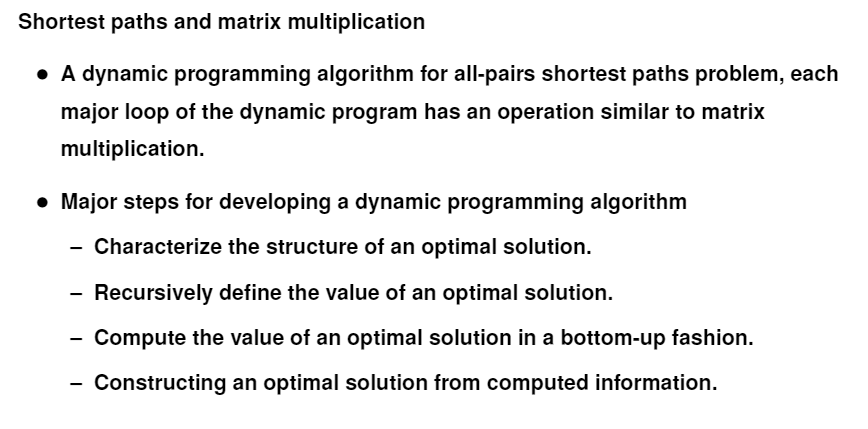 Shortest paths and matrix multiplication
● A dynamic programming algorithm for all-pairs shortest paths problem, each
major loop of the dynamic program has an operation similar to matrix
multiplication.
● Major steps for developing a dynamic programming algorithm
– Characterize the structure of an optimal solution.
– Recursively define the value of an optimal solution.
– Compute the value of an optimal solution in a bottom-up fashion.
– Constructing an optimal solution from computed information.